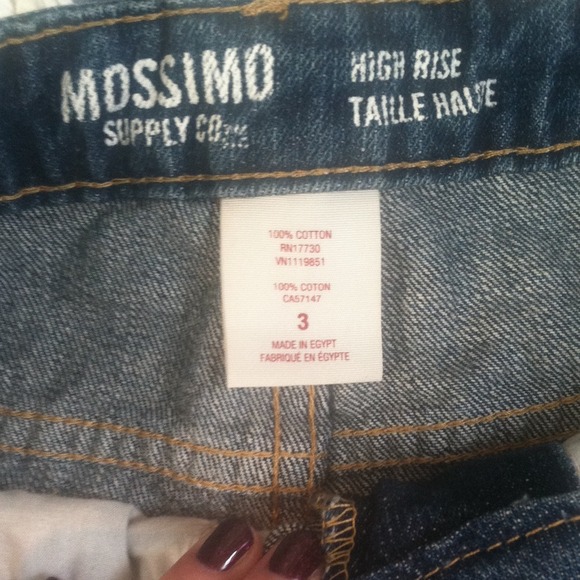 MOSSIMO
SUPPLY CO.
HIGH RISE
TAILLE HAUTE
100% COTTON
RN17730
VN1119851
100% COTON
CA57147
3
MADE IN EGYPT
FABRIQUÉ EN ÉGYPTE